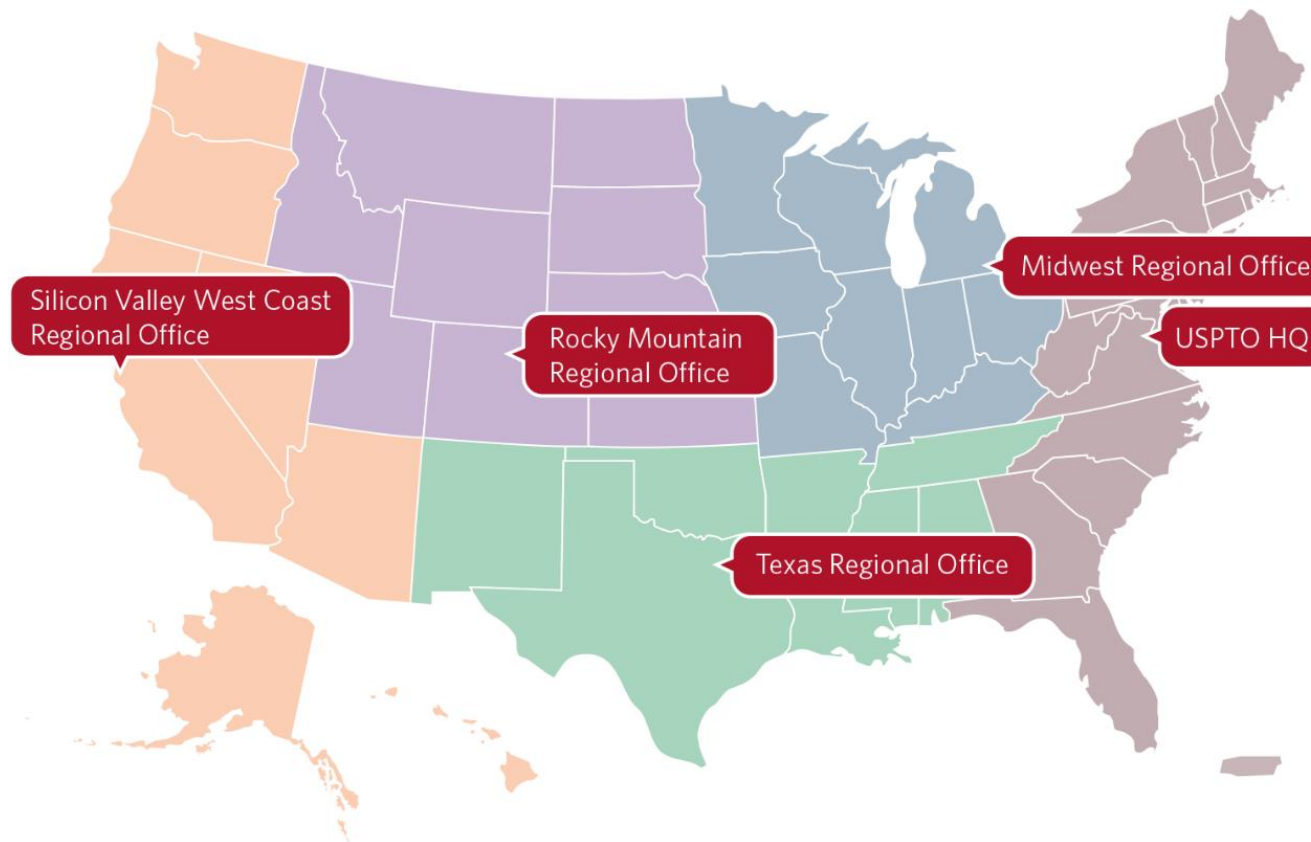 Midwest Regional Office
Silicon Valley West Coast
Regional Office
USPTO HQ
Rocky Mountain
Regional Office
Texas Regional Office